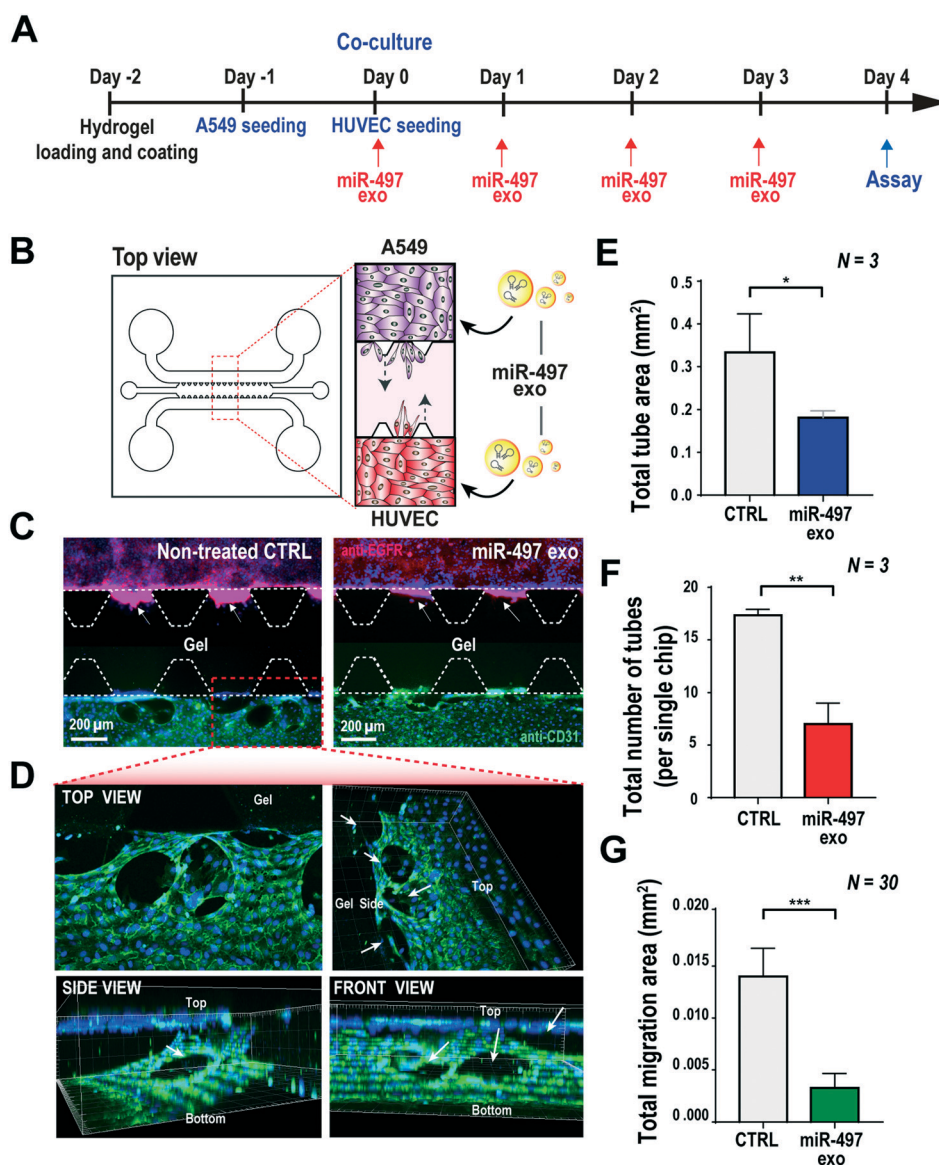 A
Co-culture
Day -2
Day -1
Day 0
Day 1
Day 2
Day 3
Day 4
Hydrogel
loading and coating
A549 seeding
HUVEC seeding
miR-497
exo
miR-497
exo
miR-497
exo
miR-497
exo
Assay
B
Top view
A549
HUVEC
miR-497
exo
C
Non-treated CTRL
anti-EGFR
miR-497 exo
Gel
200 µm
200 µm
anti-CD31
D
TOP VIEW
Gel
Top
Gel Side
SIDE VIEW
Top
Bottom
FRONT VIEW
Top
Bottom
E
N = 3
*
Total tube area (mm²)
0.5
0.4
0.3
0.2
0.1
0.0
CTRL
miR-497
exo
F
N = 3
**
Total number of tubes
(per single chip)
20
15
10
5
0
CTRL
miR-497
exo
G
N = 30
***
Total migration area (mm²)
0.020
0.015
0.010
0.005
0.000
CTRL
miR-497
exo